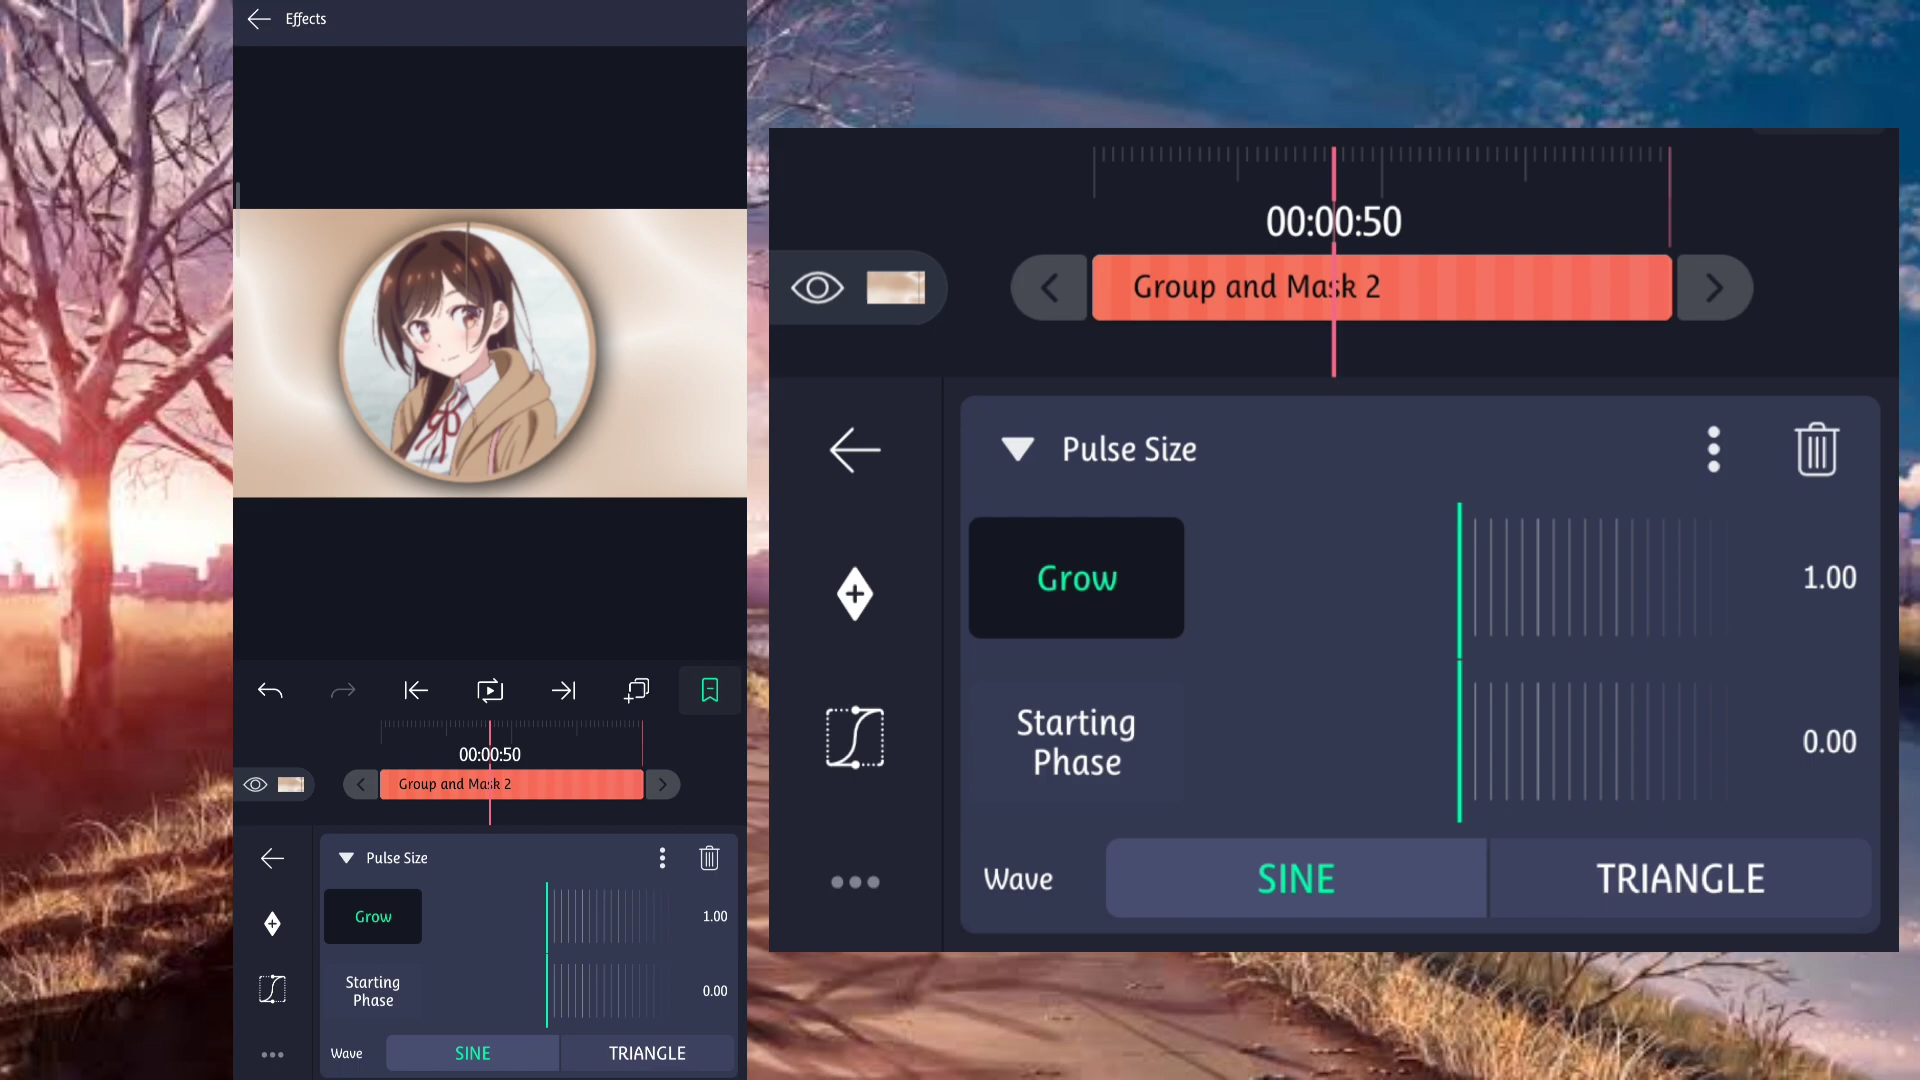 Effects
00:00:50
Group and Mask 2
Pulse Size
Grow
1.00
Starting
Phase
0.00
Wave
SINE
TRIANGLE
00:00:50
Group and Mask 2
Pulse Size
Grow
1.00
Starting
Phase
0.00
Wave
SINE
TRIANGLE